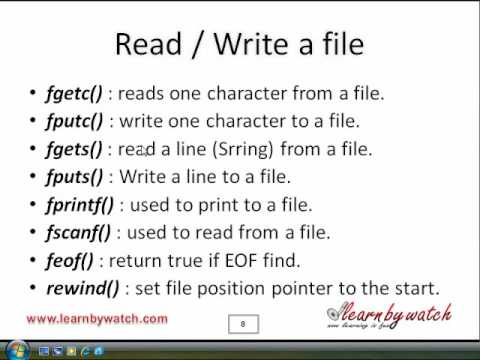 Read / Write a file
• fgetc() : reads one character from a file.
• fputc() : write one character to a file.
• fgets() : read a line (Srring) from a file.
• fputs() : Write a line to a file.
• fprintf() : used to print to a file.
• fscanf() : used to read from a file.
• feof() : return true if EOF find.
• rewind() : set file position pointer to the start.
www.learnbywatch.com
8
learnbywatch
now learning is fun